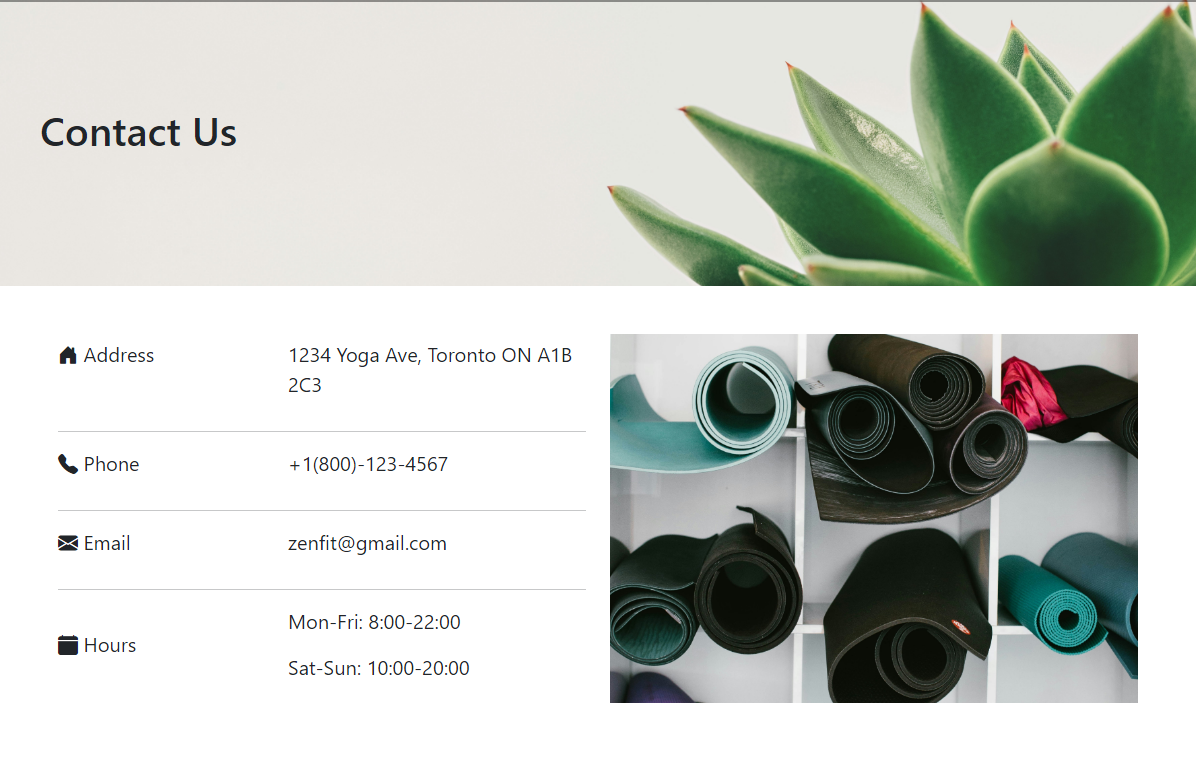 Contact Us
Address
1234 Yoga Ave, Toronto ON A1B
2C3
Phone
+1(800)-123-4567
Email
zenfit@gmail.com
Hours
Mon-Fri: 8:00-22:00
Sat-Sun: 10:00-20:00